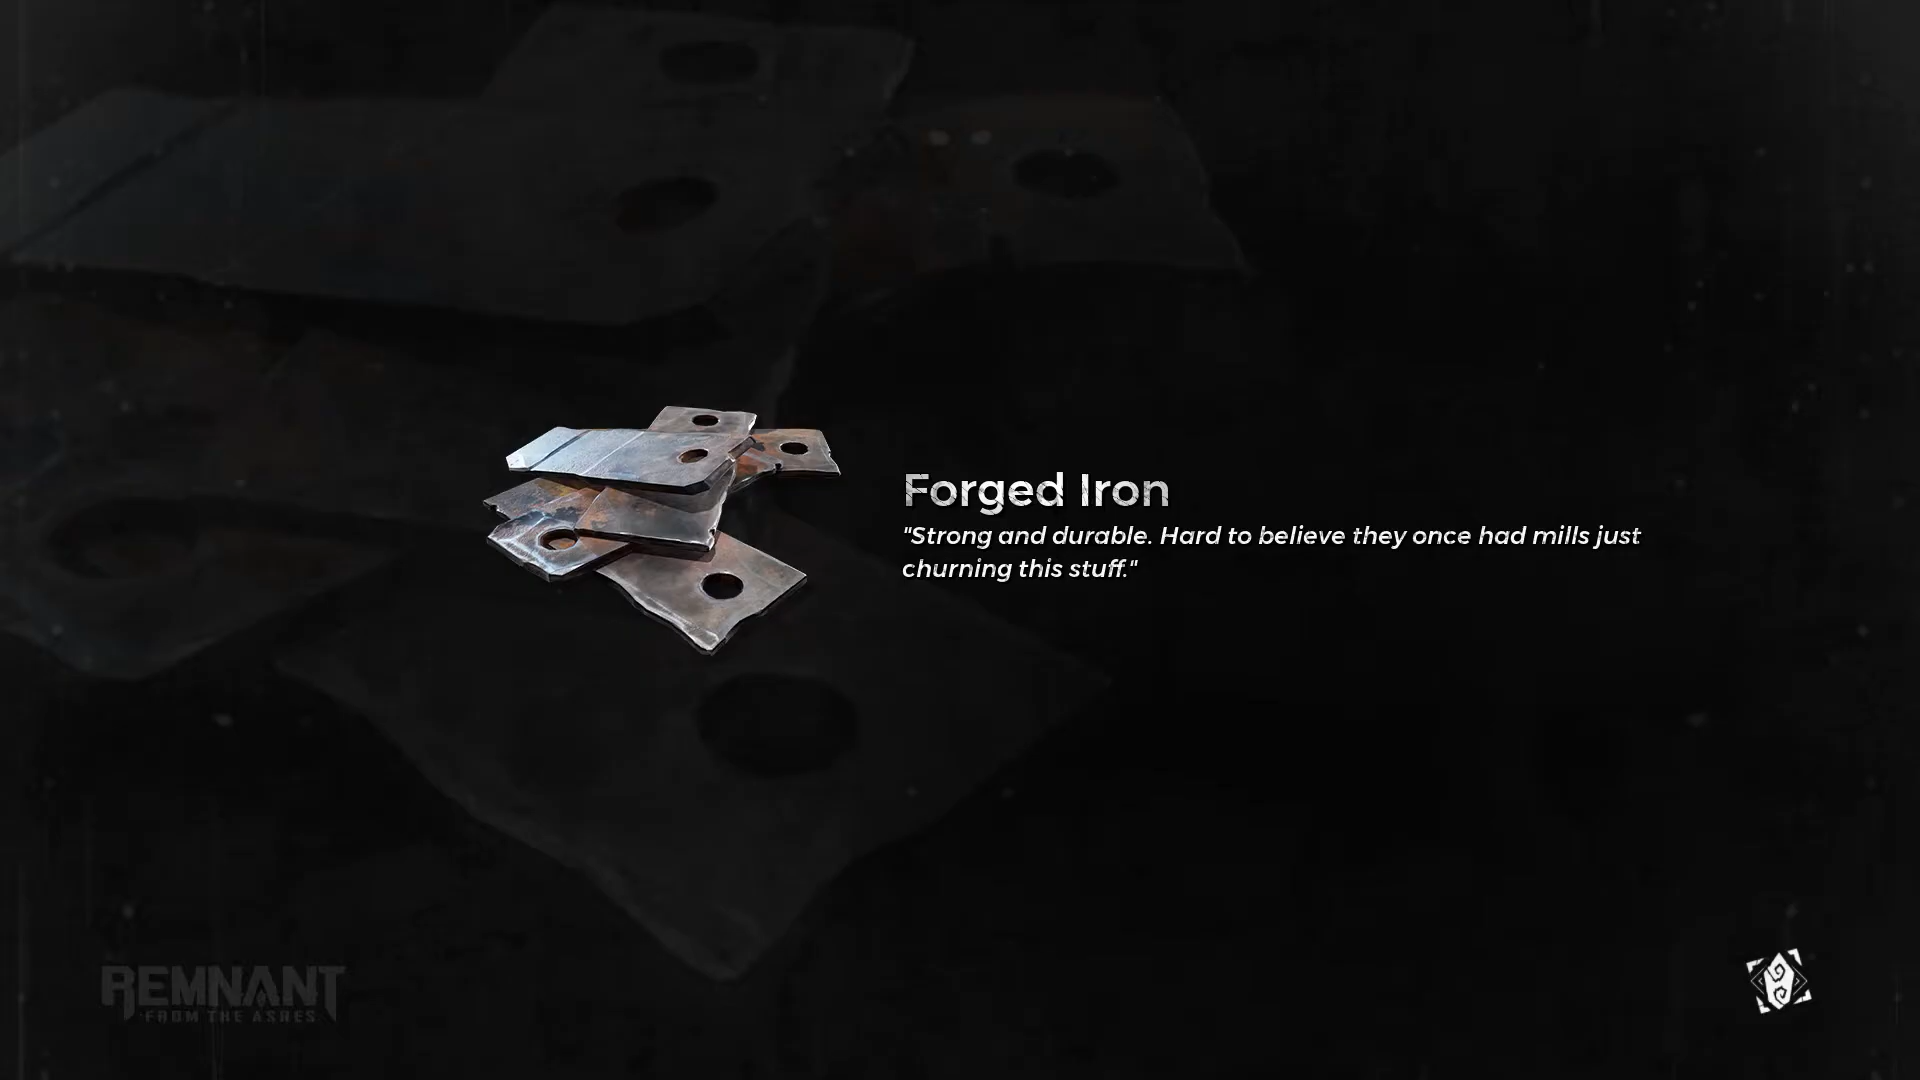 Forged Iron
"Strong and durable. Hard to believe they once had mills just
churning this stuff."
REMNANT
FROM THE ASHES